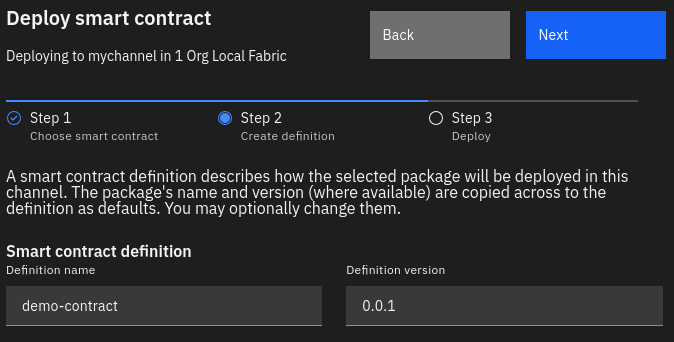 Deploy smart contract
Back
Next
Deploying to mychannel in 1 Org Local Fabric
Step 1
Choose smart contract
Step 2
Create definition
Step 3
Deploy
A smart contract definition describes how the selected package will be deployed in this
channel. The package's name and version (where available) are copied across to the
definition as defaults. You may optionally change them.
Smart contract definition
Definition name
demo-contract
Definition version
0.0.1